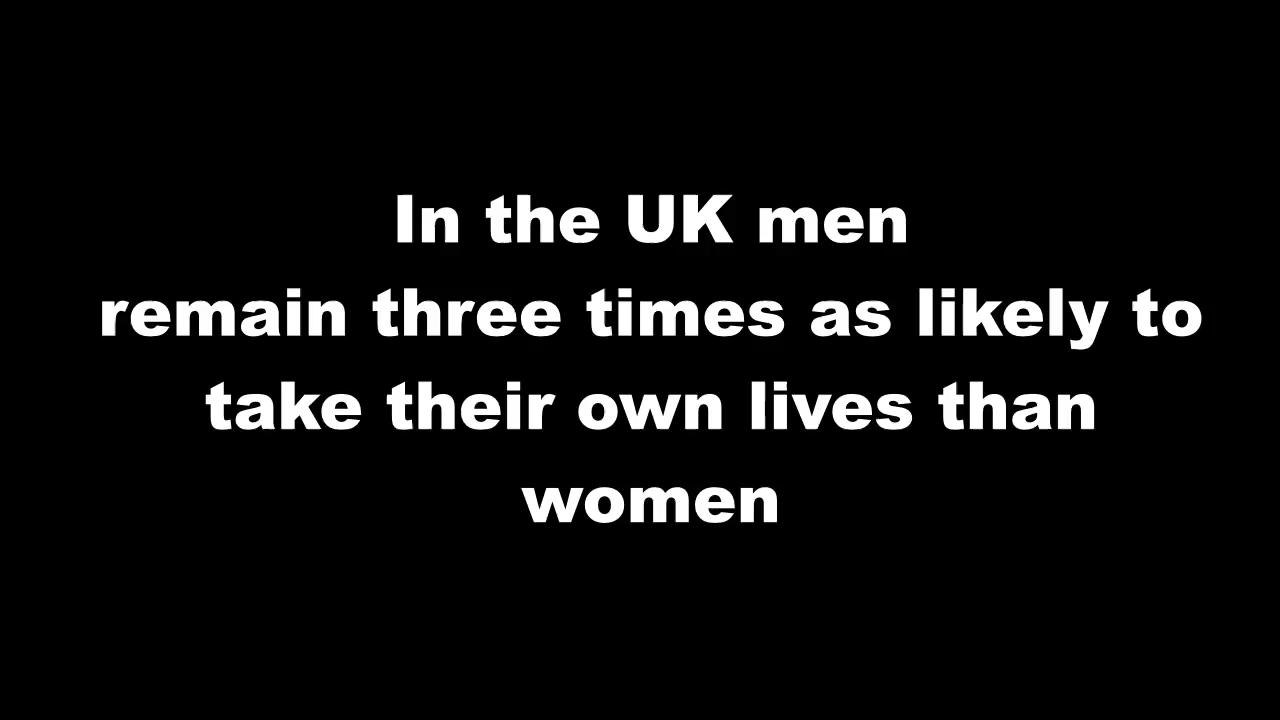 In the UK men
remain three times as likely to
take their own lives than
women